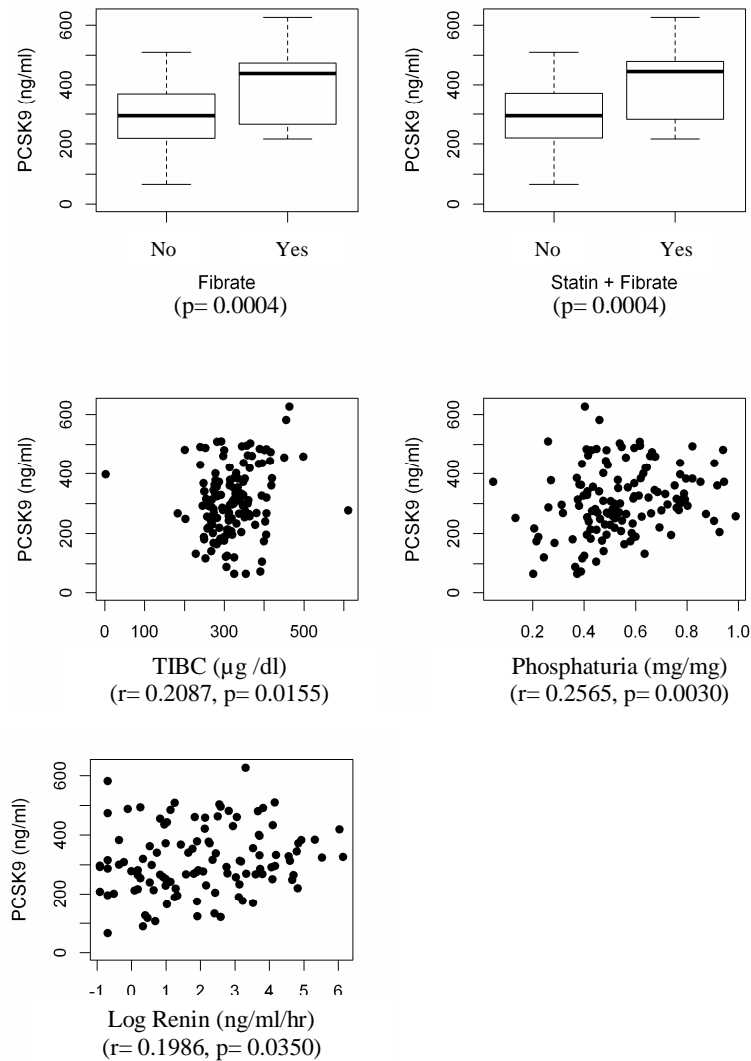 PCSK9 (ng/ml)
600
400
200
0
No
Yes
Fibrate
(p= 0.0004)
PCSK9 (ng/ml)
600
400
200
0
No
Yes
Statin + Fibrate
(p= 0.0004)
PCSK9 (ng/ml)
600
400
200
0
0
100
300
500
TIBC (µg /dl)
(r= 0.2087, p= 0.0155)
PCSK9 (ng/ml)
600
400
200
0
0.2
0.4
0.6
0.8
1.0
Phosphaturia (mg/mg)
(r= 0.2565, p= 0.0030)
PCSK9 (ng/ml)
600
400
200
0
-1
0
1
2
3
4
5
6
Log Renin (ng/ml/hr)
(r= 0.1986, p= 0.0350)